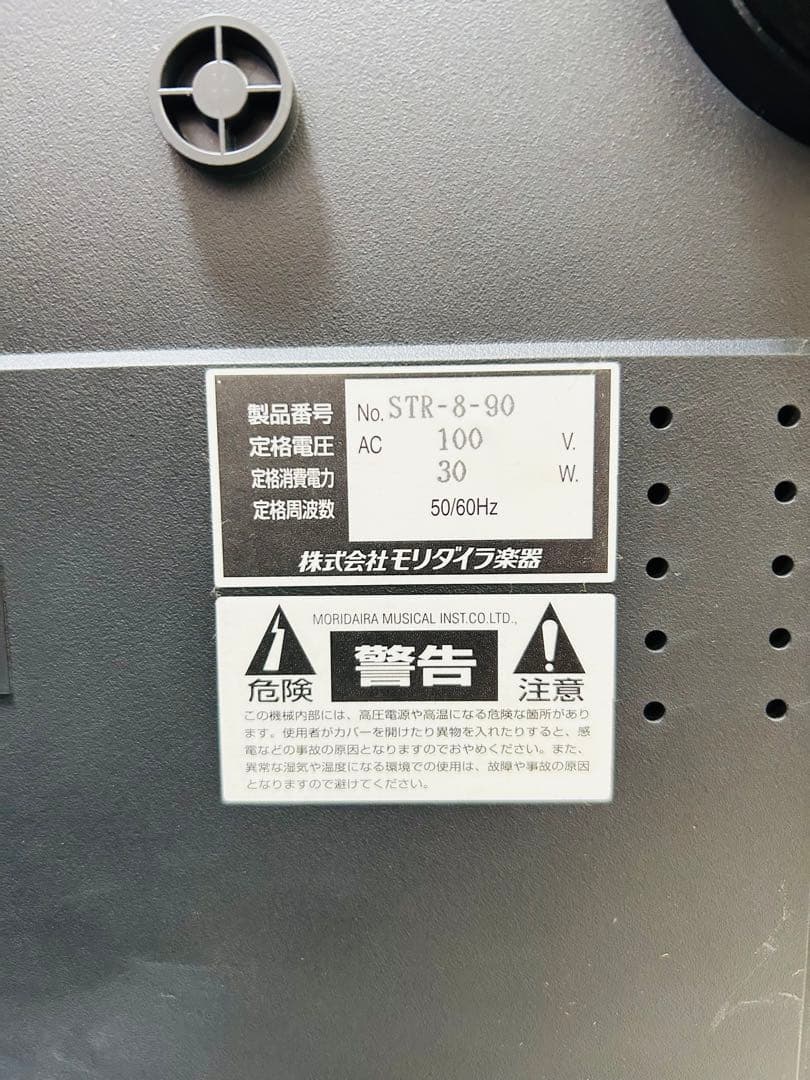 製品番号 No. STR-8-90
定格電圧 AC 100 V.
定格消費電力 30 W.
定格周波数 50/60Hz
株式会社モリダイラ楽器
MORIDAIRA MUSICAL INST.CO.LTD.,
危険 警告 注意
この機械内部には、高圧電源や高温になる危険な箇所があり
ます。使用者がカバーを開けたり異物を入れたりすると、感
電などの事故の原因となりますのでおやめください。また、
異常な湿気や温度になる環境での使用は、故障や事故の原因
となりますので避けてください。